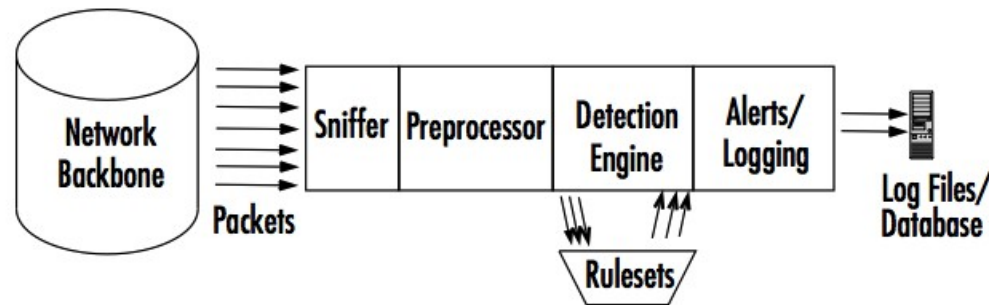 Network
Backbone
Packets
Sniffer
Preprocessor
Detection
Engine
Alerts/
Logging
Rulesets
Log Files/
Database